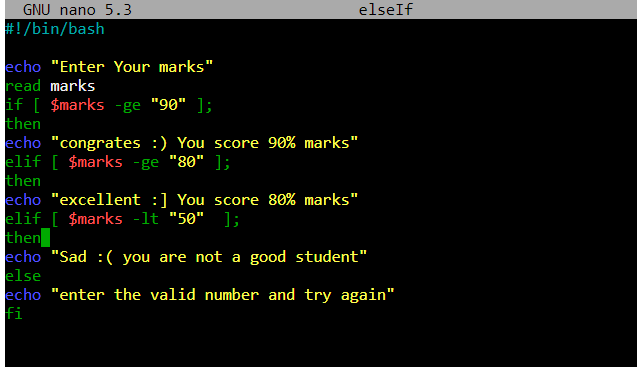 GNU nano 5.3 elseIf
#!/bin/bash
echo "Enter Your marks"
read marks
if [ $marks -ge "90" ];
then
echo "congrates :) You score 90% marks"
elif [ $marks -ge "80" ];
then
echo "excellent :] You score 80% marks"
elif [ $marks -lt "50"  ];
then
echo "Sad :( you are not a good student"
else
echo "enter the valid number and try again"
fi